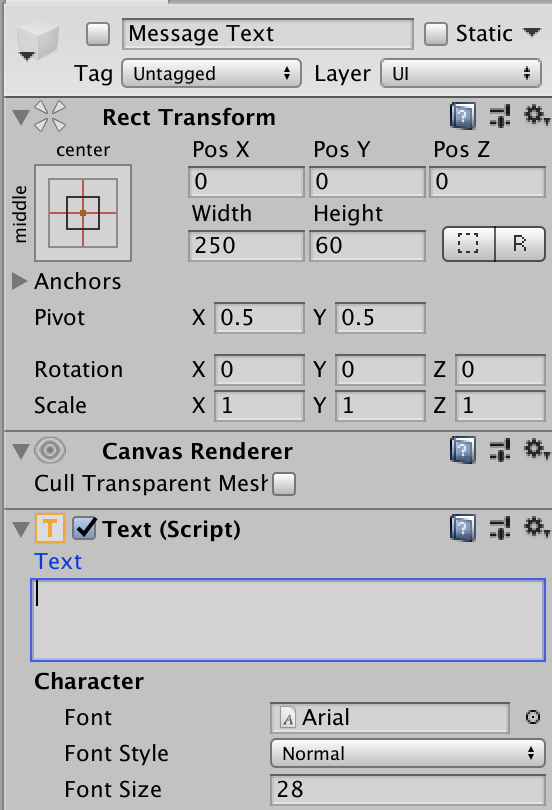 Message Text
Static
Tag Untagged Layer UI
Rect Transform
center Pos X Pos Y Pos Z
middle
0 0 0
Width Height
250 60 R
Anchors
Pivot X 0.5 Y 0.5
Rotation X 0 Y 0 Z 0
Scale X 1 Y 1 Z 1
Canvas Renderer
Cull Transparent Mesh
T Text (Script)
Text
Character
Font A Arial
Font Style Normal
Font Size 28